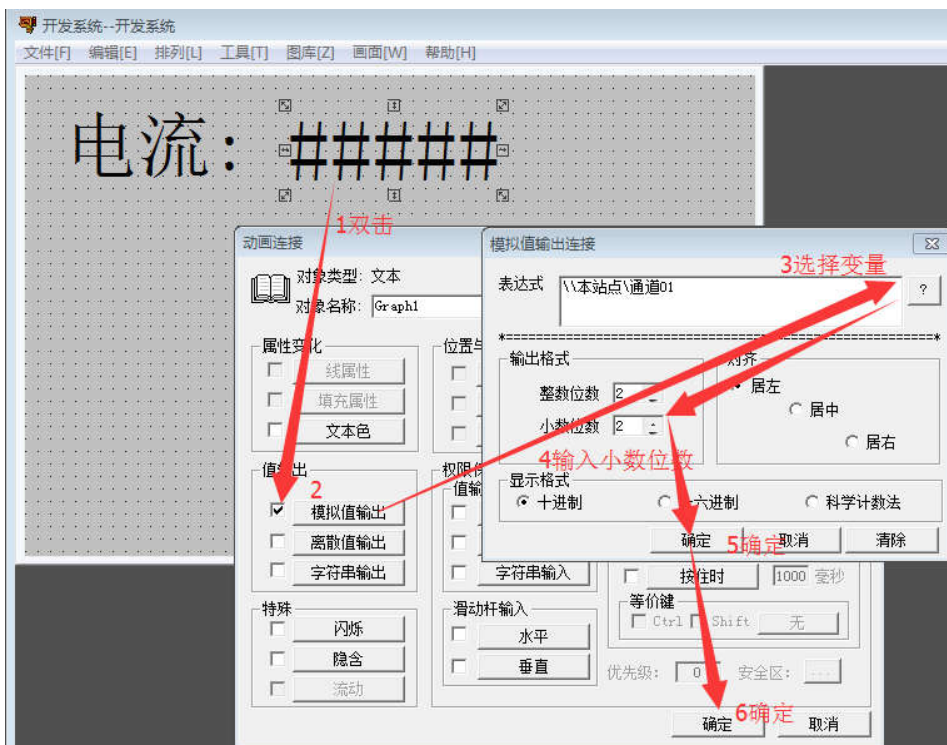 开发系统--开发系统
文件[F] 编辑[E] 排列[L] 工具[T] 图库[Z] 画面[W] 帮助[H]
电流: #####
1双击
动画连接
对象类型: 文本
对象名称: Graph1
属性变化
线属性
填充属性
文本色
位置与
值输出
2
模拟值输出
离散值输出
字符串输出
权限
值输
字符串输入
特殊
闪烁
隐含
流动
滑动杆输入
水平
垂直
模拟值输出连接
3选择变量
表达式 \\本站点\通道01 ?
输出格式
整数位数 2
小数位数 2
4输入小数位数
对齐
居左
居中
居右
显示格式
十进制 十六进制 科学计数法
确定 取消 清除
5确定
按住时 1000 毫秒
等价键
Ctrl Shift 无
优先级: 0 安全区: ...
确定 取消
6确定